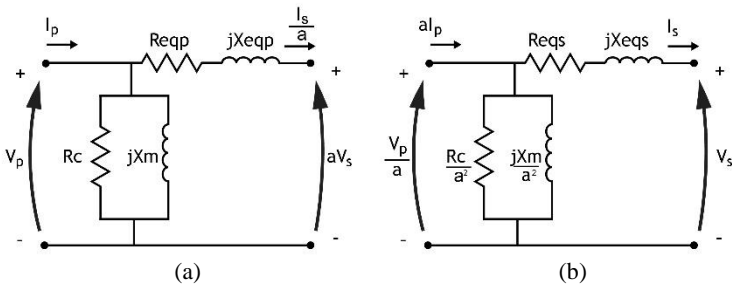 Ip
Reqp
jXeqp
Is
a
+
+
Vp
Rc
jXm
aVs
-
-
(a)
aIp
Reqs
jXeqs
Is
+
+
Vp
a
Rc
a²
jXm
a²
Vs
-
-
(b)